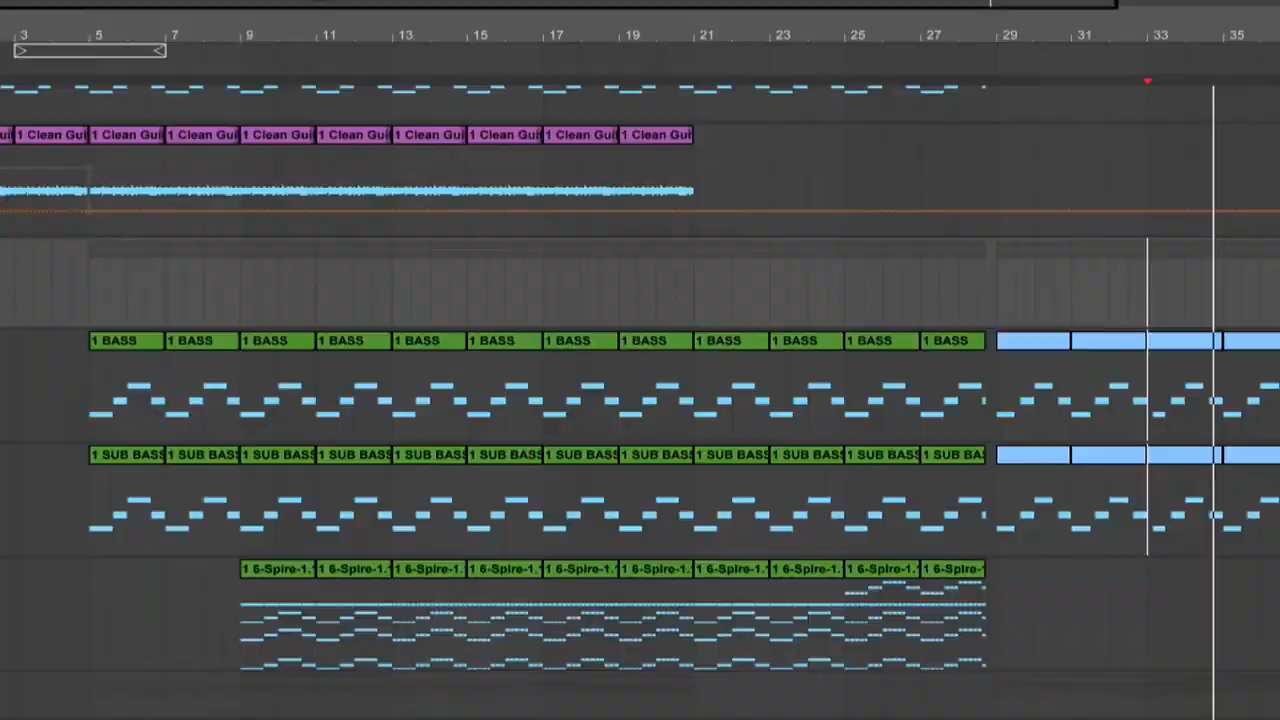 3 5 7 9 11 13 15 17 19 21 23 25 27 29 31 33 35
1 Clean Gui 1 Clean Gui 1 Clean Gui 1 Clean Gui 1 Clean Gui 1 Clean Gui 1 Clean Gui 1 Clean Gui 1 Clean Gui
1 BASS 1 BASS 1 BASS 1 BASS 1 BASS 1 BASS 1 BASS 1 BASS 1 BASS 1 BASS 1 BASS 1 BASS
1 SUB BASS 1 SUB BASS 1 SUB BASS 1 SUB BASS 1 SUB BASS 1 SUB BASS 1 SUB BASS 1 SUB BASS 1 SUB BASS 1 SUB BASS 1 SUB BASS 1 SUB BA
1 6-Spire-1. 1 6-Spire-1. 1 6-Spire-1. 1 6-Spire-1. 1 6-Spire-1. 1 6-Spire-1. 1 6-Spire-1. 1 6-Spire-1. 1 6-Spire-1. 1 6-Spire-